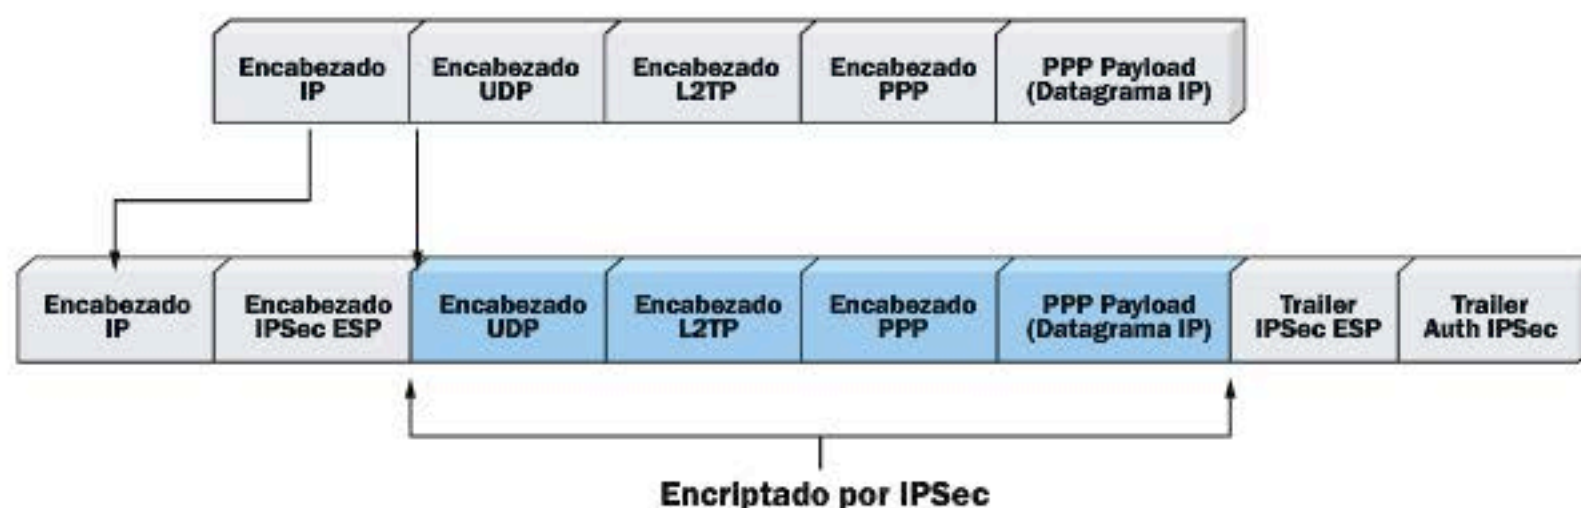 Encabezado
IP
Encabezado
UDP
Encabezado
L2TP
Encabezado
PPP
PPP Payload
(Datagrama IP)
Encabezado
IP
Encabezado
IPSec ESP
Encabezado
UDP
Encabezado
L2TP
Encabezado
PPP
PPP Payload
(Datagrama IP)
Trailer
IPSec ESP
Trailer
Auth IPSec
Encriptado por IPSec